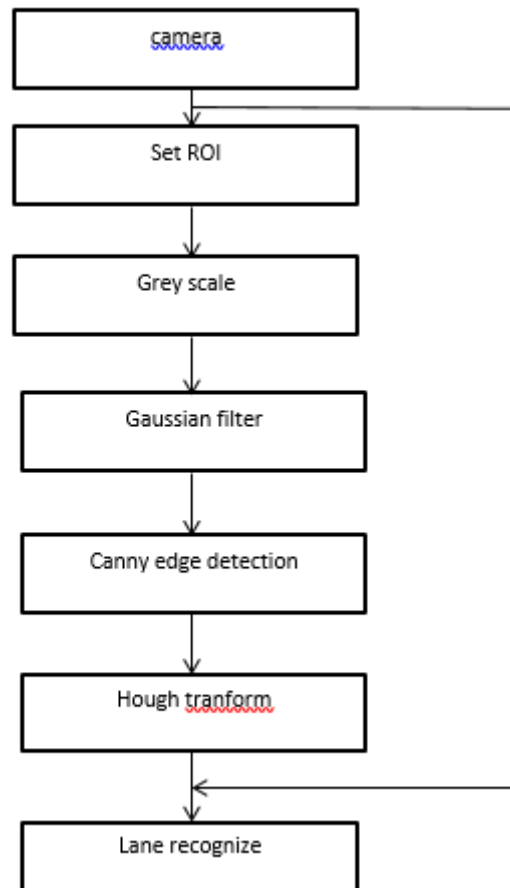 camera
Set ROI
Grey scale
Gaussian filter
Canny edge detection
Hough tranform
Lane recognize